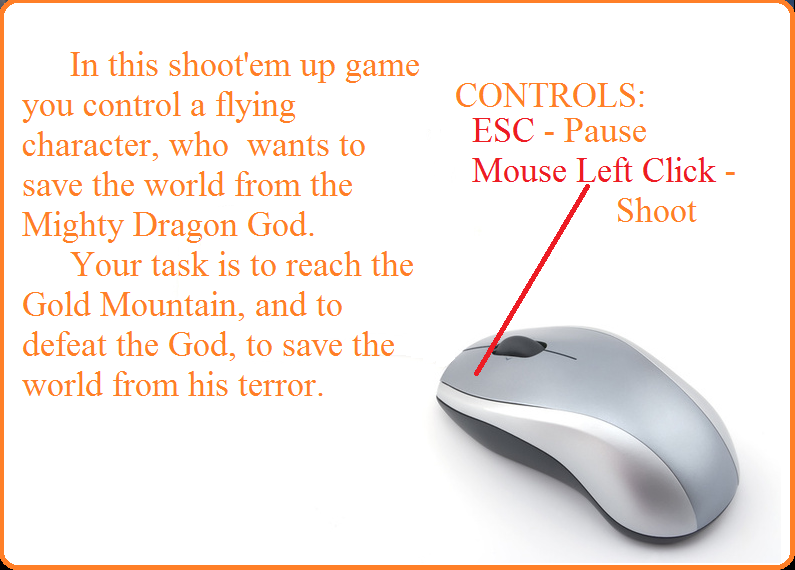 In this shoot'em up game
you control a flying
character, who  wants to
save the world from the
Mighty Dragon God.
Your task is to reach the
Gold Mountain, and to
defeat the God, to save the
world from his terror.
CONTROLS:
ESC - Pause
Mouse Left Click -
Shoot